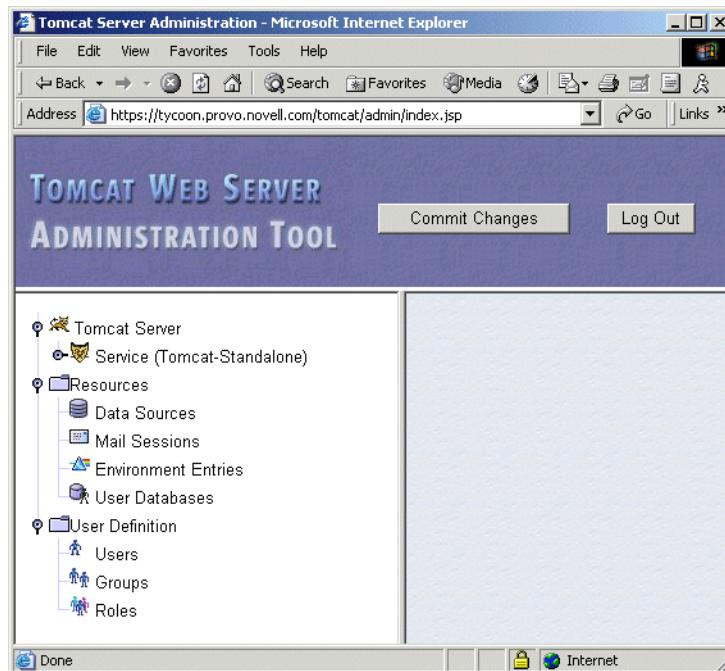 Tomcat Server Administration - Microsoft Internet Explorer
File Edit View Favorites Tools Help
Back Search Favorites Media
Address https://tycoon.provo.novell.com/tomcat/admin/index.jsp Go Links »
TOMCAT WEB SERVER
ADMINISTRATION TOOL
Commit Changes Log Out
Tomcat Server
Service (Tomcat-Standalone)
Resources
Data Sources
Mail Sessions
Environment Entries
User Databases
User Definition
Users
Groups
Roles
Done Internet